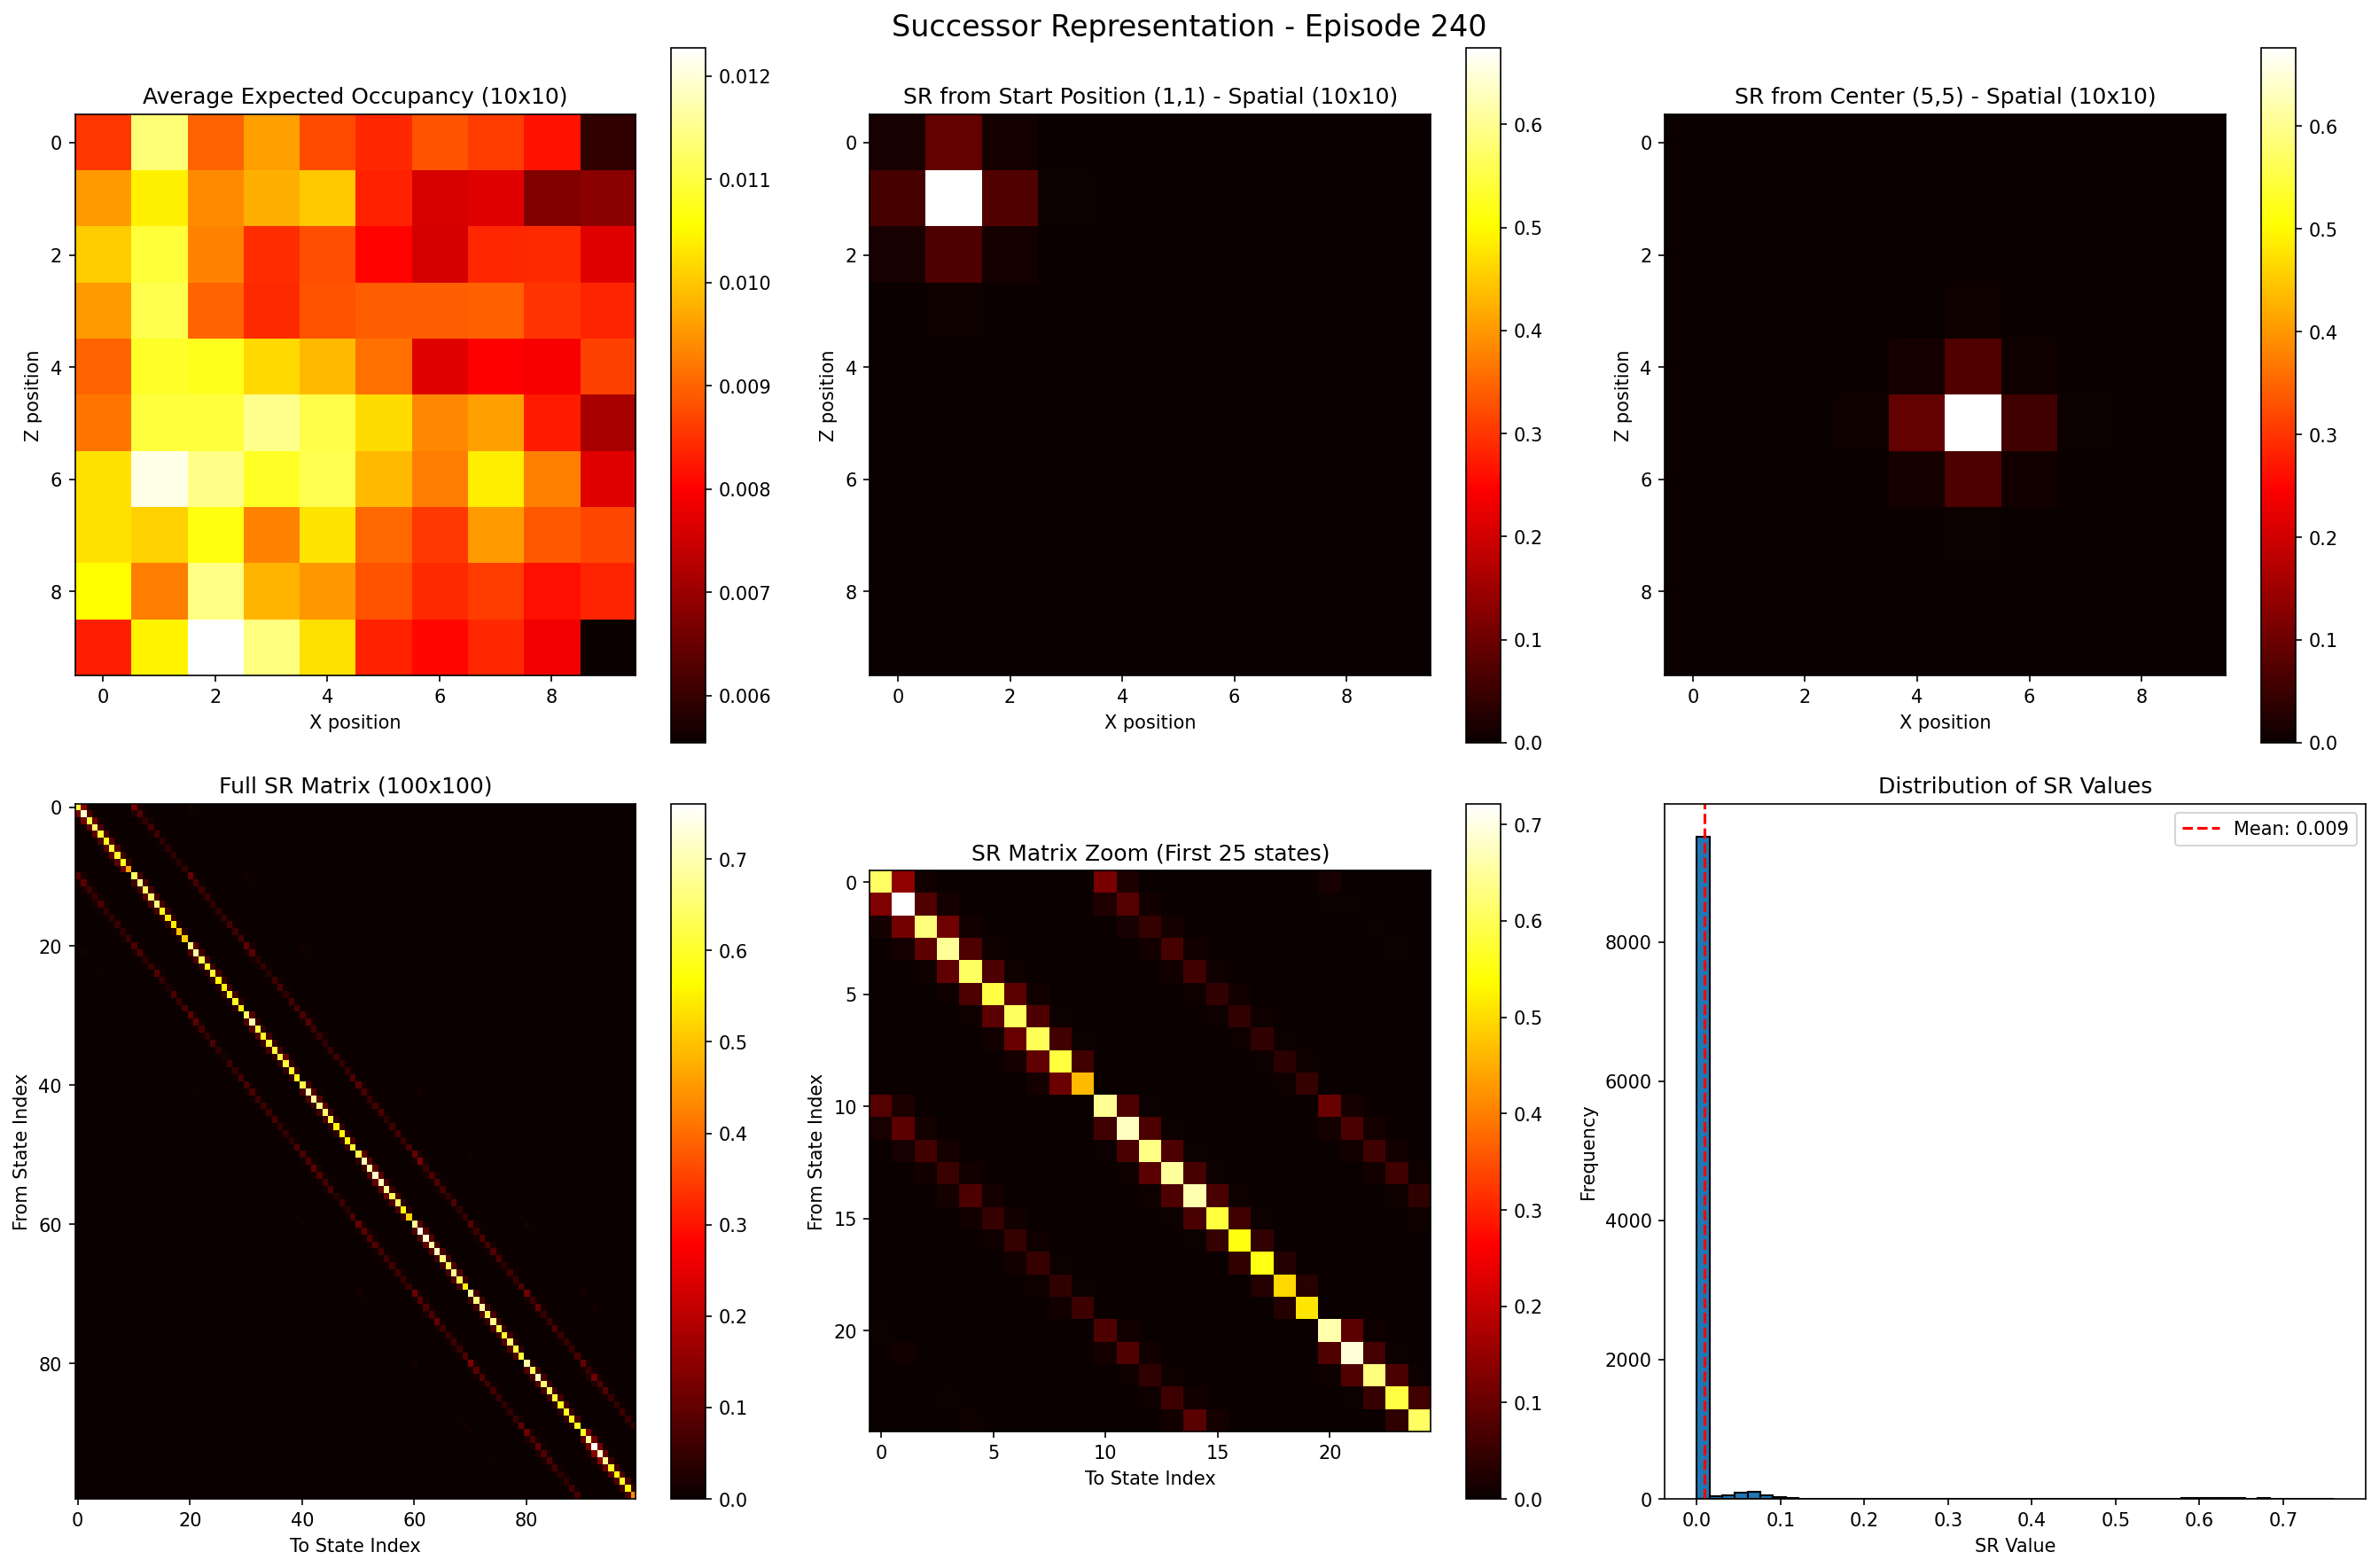 Successor Representation - Episode 240
Average Expected Occupancy (10x10)
0
2
4
6
8
Z position
0 2 4 6 8
X position
0.012
0.011
0.010
0.009
0.008
0.007
0.006
SR from Start Position (1,1) - Spatial (10x10)
0
2
4
6
8
Z position
0 2 4 6 8
X position
0.6
0.5
0.4
0.3
0.2
0.1
0.0
SR from Center (5,5) - Spatial (10x10)
0
2
4
6
8
Z position
0 2 4 6 8
X position
0.6
0.5
0.4
0.3
0.2
0.1
0.0
Full SR Matrix (100x100)
0
20
40
60
80
From State Index
0 20 40 60 80
To State Index
0.7
0.6
0.5
0.4
0.3
0.2
0.1
0.0
SR Matrix Zoom (First 25 states)
0
5
10
15
20
From State Index
0 5 10 15 20
To State Index
0.7
0.6
0.5
0.4
0.3
0.2
0.1
0.0
Distribution of SR Values
Mean: 0.009
8000
6000
4000
2000
0
Frequency
0.0 0.1 0.2 0.3 0.4 0.5 0.6 0.7
SR Value